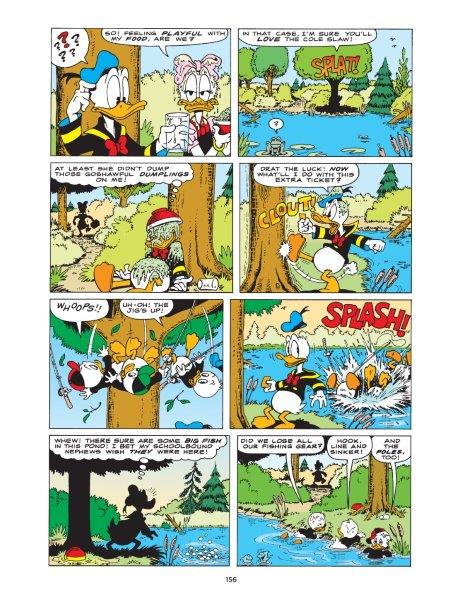 ?
?
?
?
?
SO! FEELING PLAYFUL WITH
MY FOOD, ARE WE?
IN THAT CASE, I'M SURE YOU'LL
LOVE THE COLE SLAW!
SPLAT!
?
AT LEAST SHE DIDN'T DUMP
THOSE GOSHAWFUL DUMPLINGS
ON ME!
DRAT THE LUCK! NOW
WHAT'LL I DO WITH THIS
EXTRA TICKET?
CLOUT!
WHOOPS!!
UH-OH! THE
JIG'S UP!
SPLASH!
WHEW! THERE SURE ARE SOME BIG FISH
IN THIS POND! I BET MY SCHOOLBOUND
NEPHEWS WISH THEY WERE HERE!
DID WE LOSE ALL
OUR FISHING GEAR?
HOOK,
LINE AND
SINKER!
AND
THE
POLES,
TOO!
156